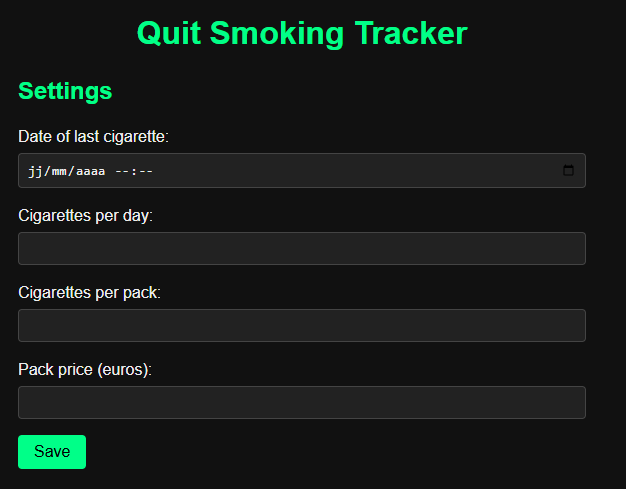 Quit Smoking Tracker
Settings
Date of last cigarette:
jj/mm/aaaa --:--
Cigarettes per day:
Cigarettes per pack:
Pack price (euros):
Save